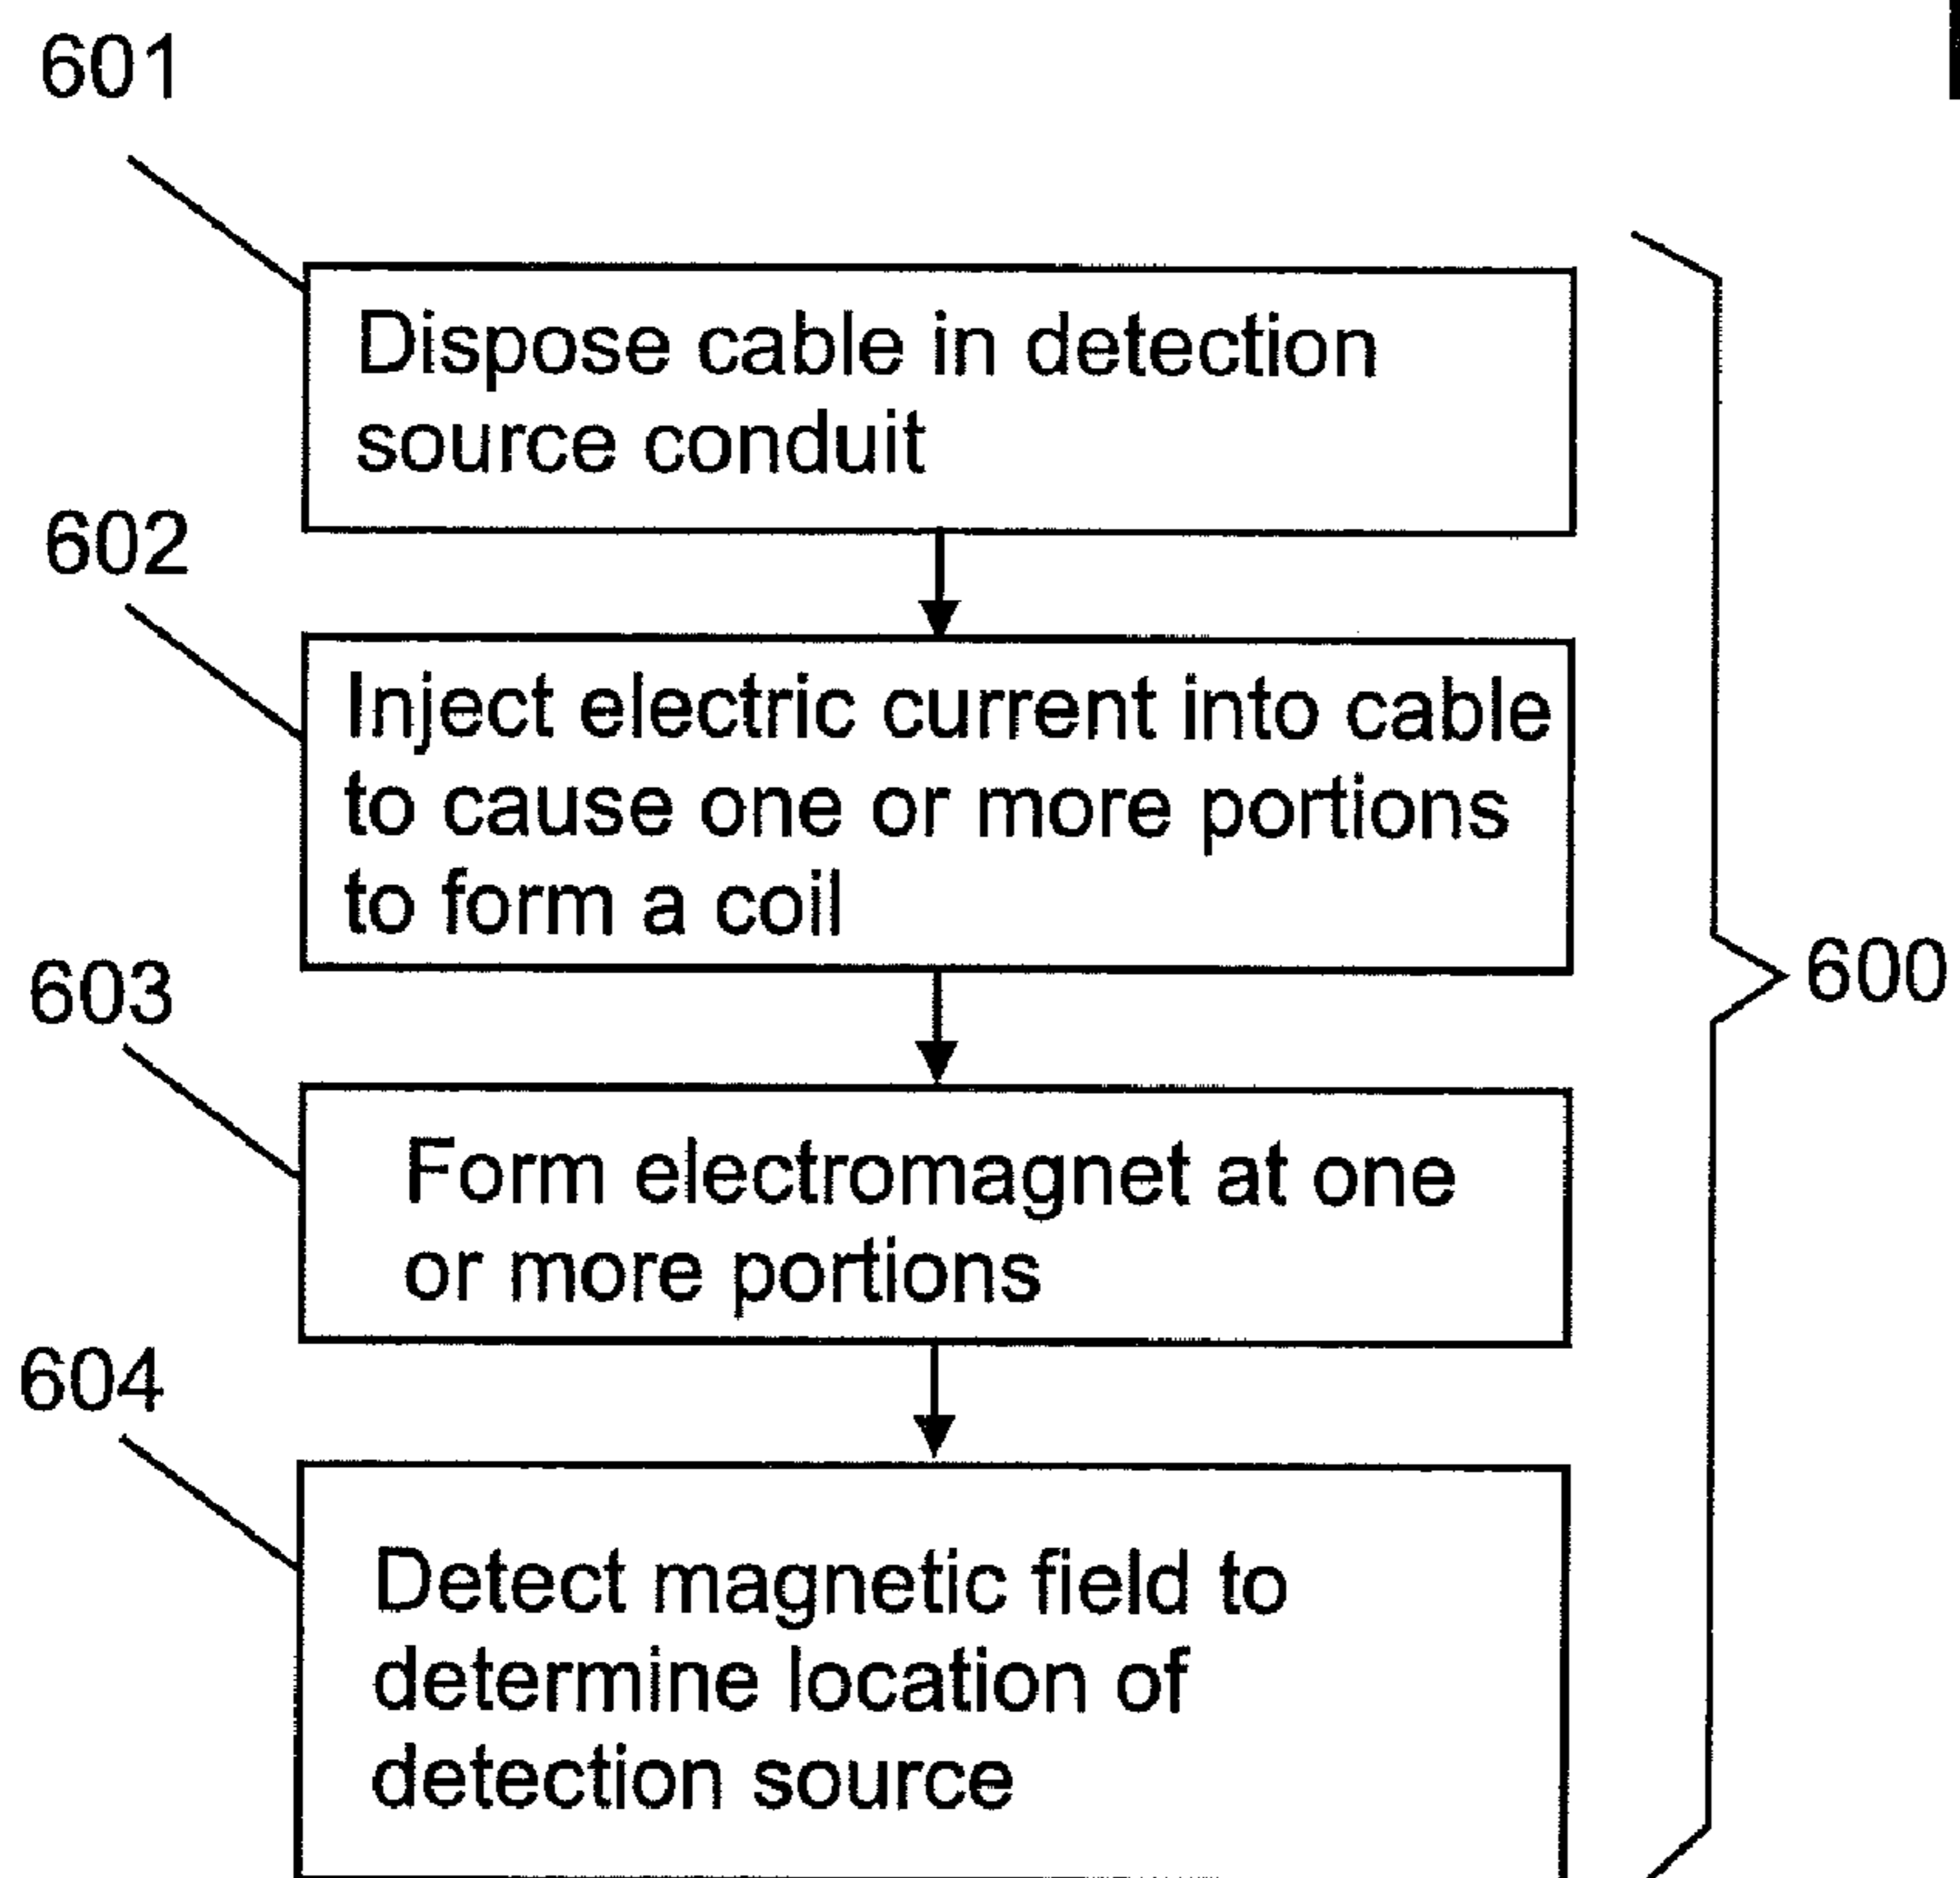 601
Dispose cable in detection
source conduit
602
Inject electric current into cable
to cause one or more portions
to form a coil
603
600
Form electromagnet at one
or more portions
604
Detect magnetic field to
determine location of
detection source